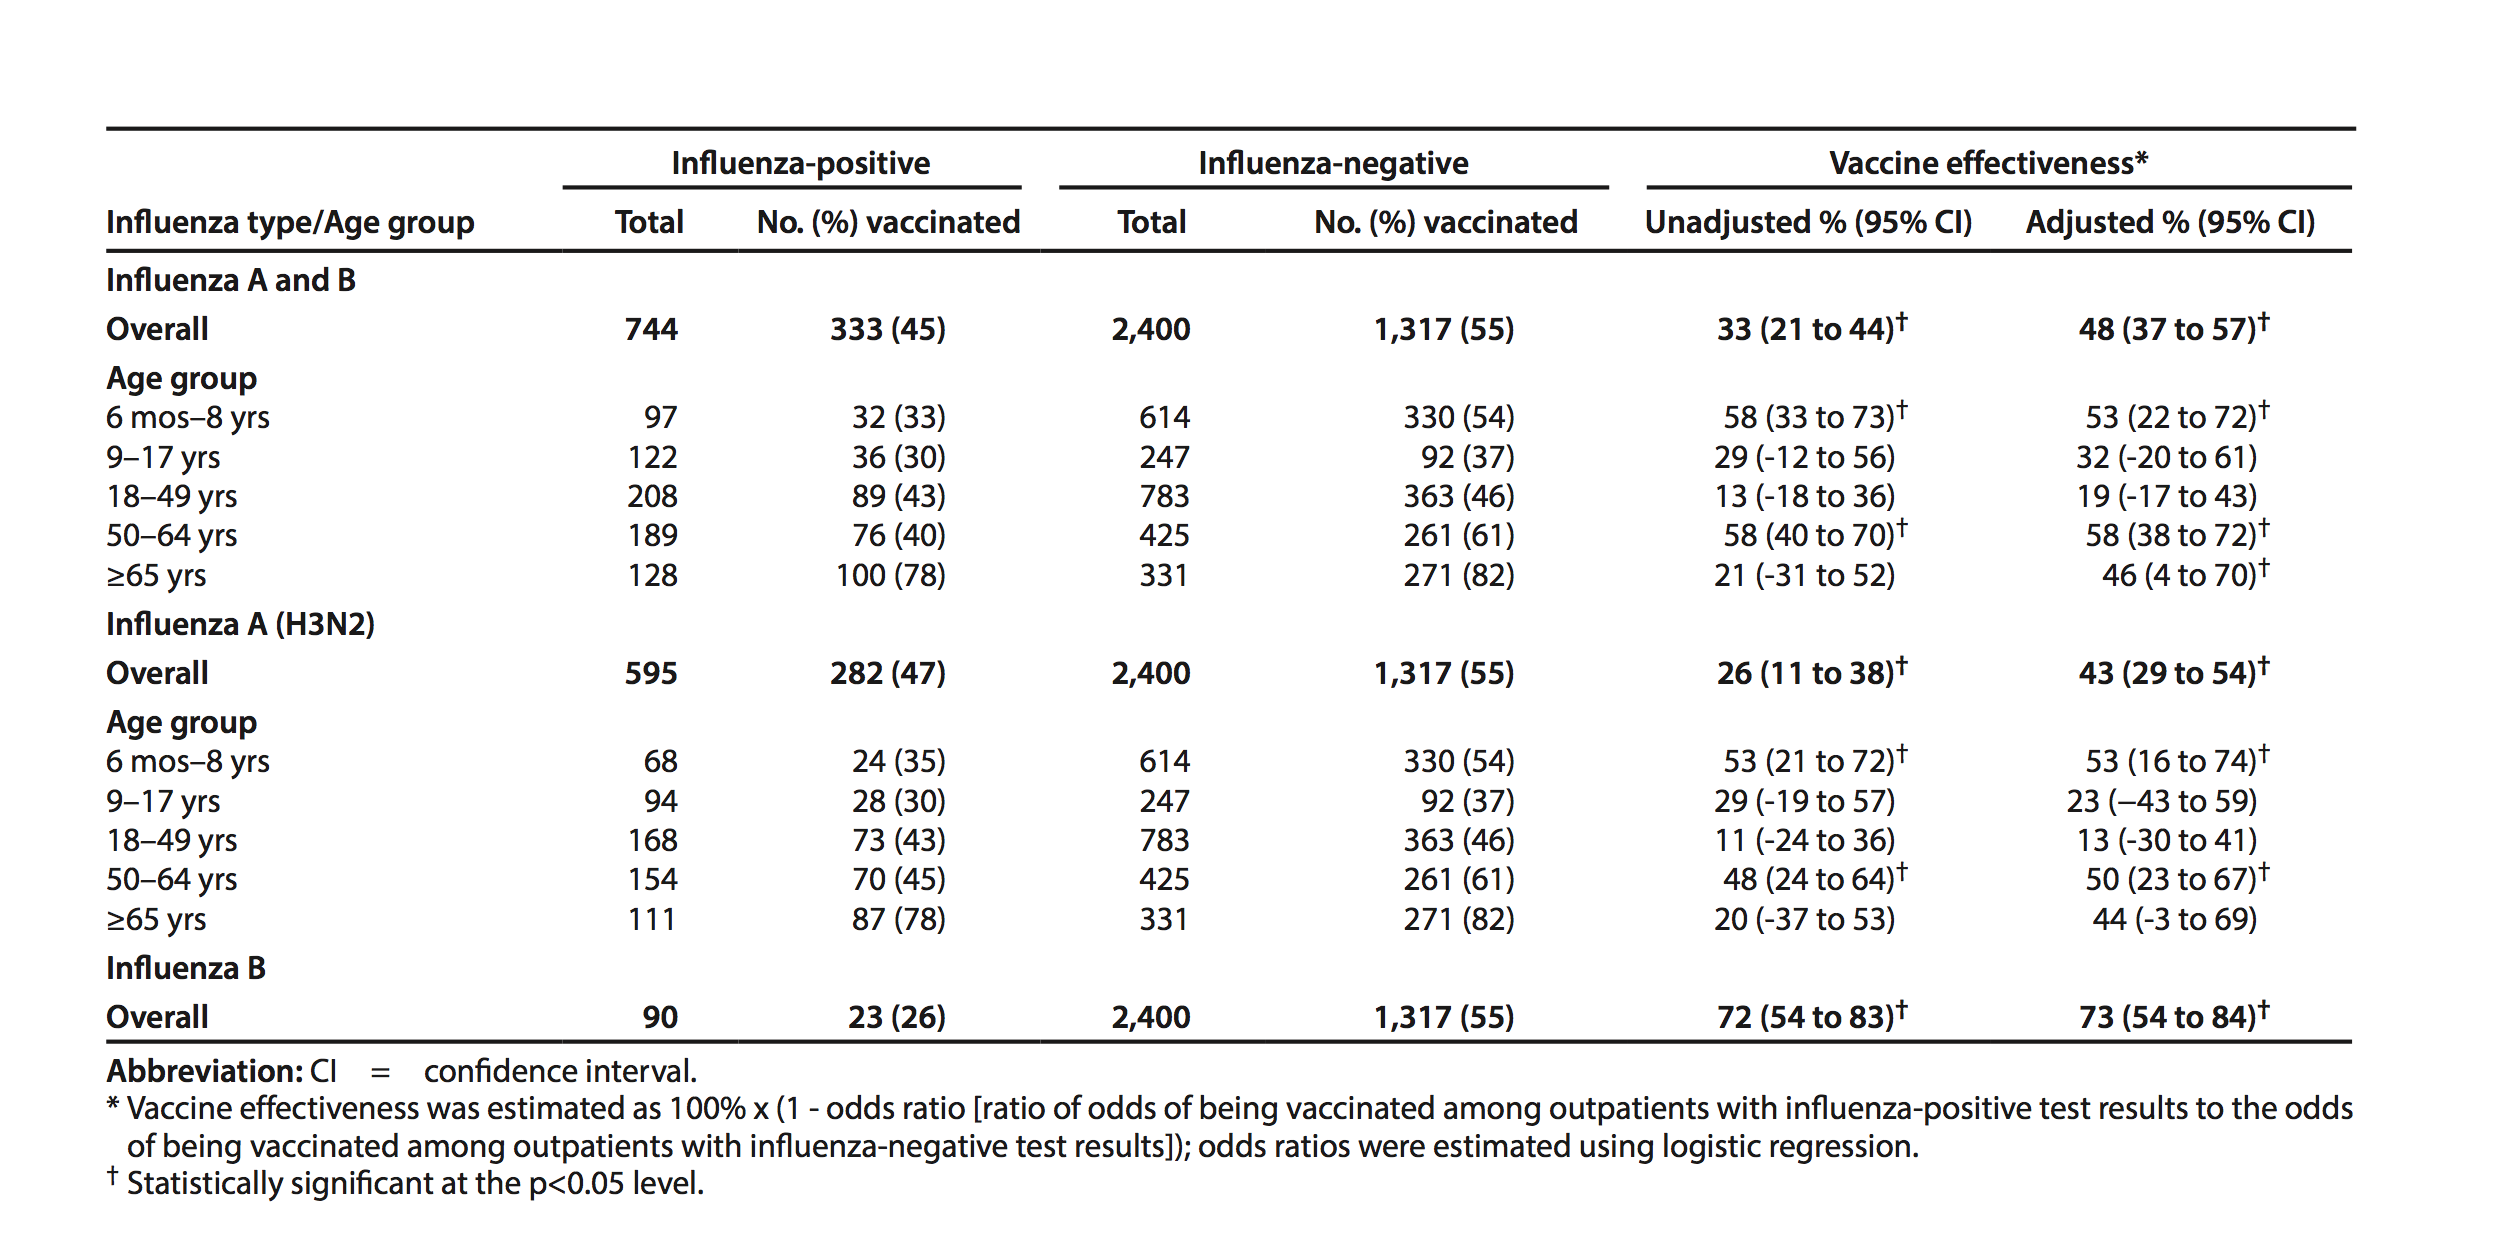 Influenza-positive Influenza-negative Vaccine effectiveness*
Influenza type/Age group Total No. (%) vaccinated Total No. (%) vaccinated Unadjusted % (95% CI) Adjusted % (95% CI)
Influenza A and B
Overall 744 333 (45) 2,400 1,317 (55) 33 (21 to 44)† 48 (37 to 57)†
Age group
6 mos–8 yrs 97 32 (33) 614 330 (54) 58 (33 to 73)† 53 (22 to 72)†
9–17 yrs 122 36 (30) 247 92 (37) 29 (-12 to 56) 32 (-20 to 61)
18–49 yrs 208 89 (43) 783 363 (46) 13 (-18 to 36) 19 (-17 to 43)
50–64 yrs 189 76 (40) 425 261 (61) 58 (40 to 70)† 58 (38 to 72)†
≥65 yrs 128 100 (78) 331 271 (82) 21 (-31 to 52) 46 (4 to 70)†
Influenza A (H3N2)
Overall 595 282 (47) 2,400 1,317 (55) 26 (11 to 38)† 43 (29 to 54)†
Age group
6 mos–8 yrs 68 24 (35) 614 330 (54) 53 (21 to 72)† 53 (16 to 74)†
9–17 yrs 94 28 (30) 247 92 (37) 29 (-19 to 57) 23 (–43 to 59)
18–49 yrs 168 73 (43) 783 363 (46) 11 (-24 to 36) 13 (-30 to 41)
50–64 yrs 154 70 (45) 425 261 (61) 48 (24 to 64)† 50 (23 to 67)†
≥65 yrs 111 87 (78) 331 271 (82) 20 (-37 to 53) 44 (-3 to 69)
Influenza B
Overall 90 23 (26) 2,400 1,317 (55) 72 (54 to 83)† 73 (54 to 84)†
Abbreviation: CI = confidence interval.
* Vaccine effectiveness was estimated as 100% x (1 - odds ratio [ratio of odds of being vaccinated among outpatients with influenza-positive test results to the odds
of being vaccinated among outpatients with influenza-negative test results]); odds ratios were estimated using logistic regression.
† Statistically significant at the p<0.05 level.